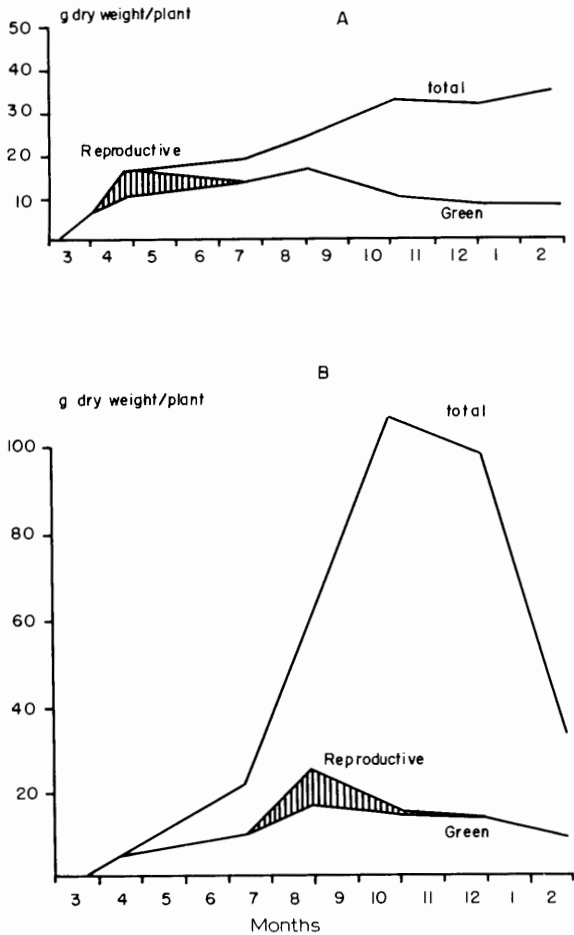 g dry weight/plant
A
50
40
30
20
10
total
Reproductive
Green
3 4 5 6 7 8 9 10 11 12 1 2
B
g dry weight/plant
total
100
80
60
40
20
Reproductive
Green
3 4 5 6 7 8 9 10 11 12 1 2
Months